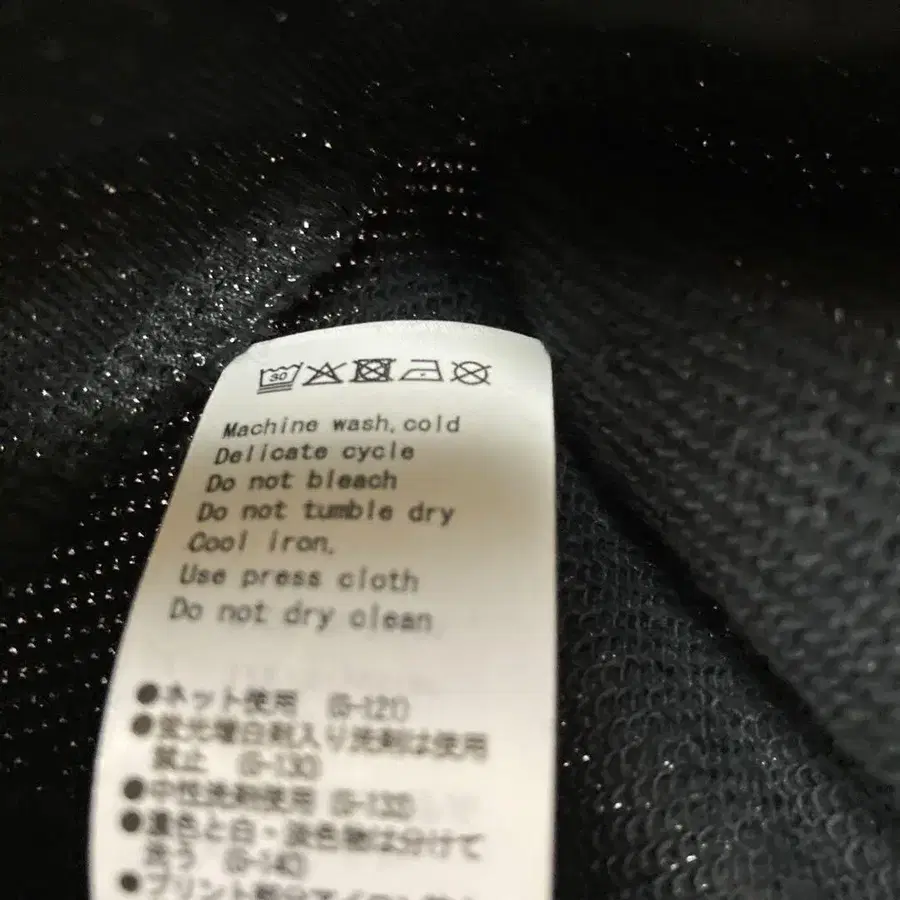 30
Machine wash, cold
Delicate cycle
Do not bleach
Do not tumble dry
Cool iron.
Use press cloth
Do not dry clean
●ネット使用 (G-121)
●蛍光増白剤入り洗剤は使用
禁止 (G-130)
●中性洗剤使用 (G-132)
●濃色と白・淡色物は分けて
洗う (G-140)